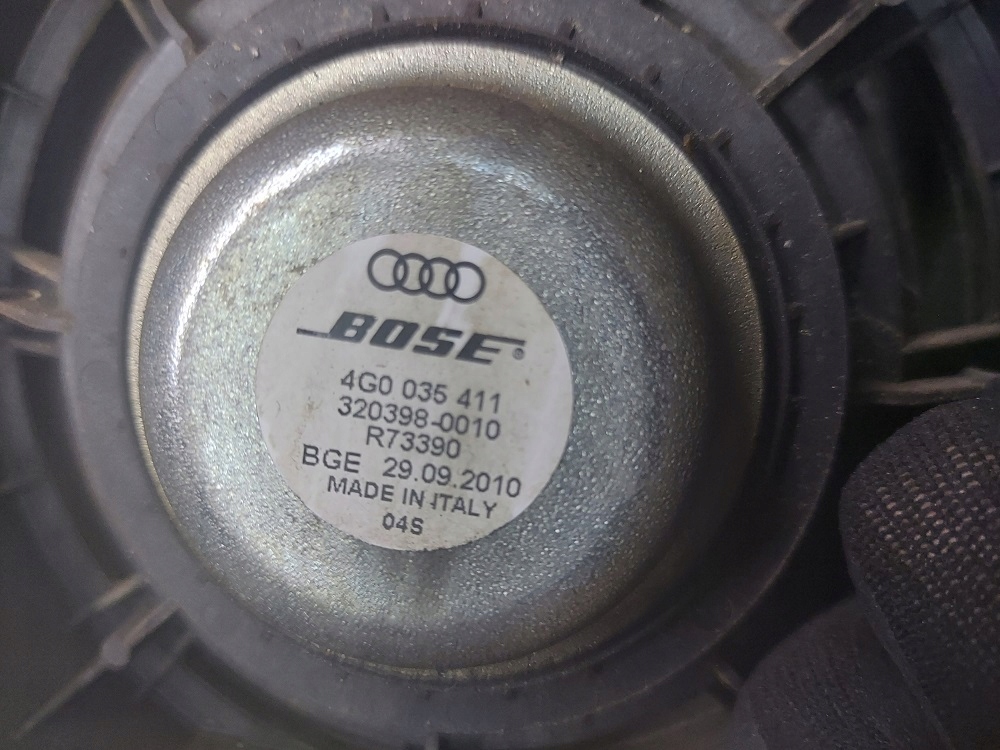 BOSE®
4G0 035 411
320398-0010
R73390
BGE 29.09.2010
MADE IN ITALY
04S